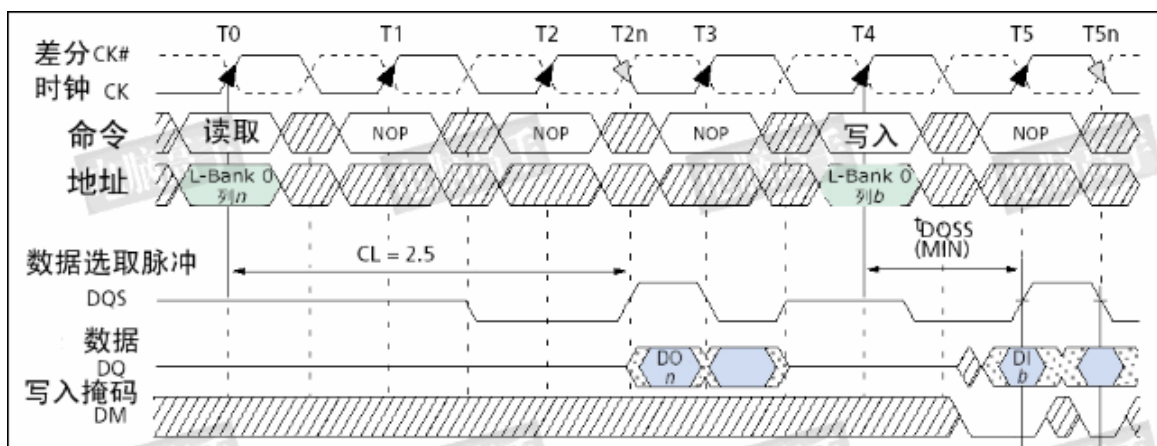 T0 T1 T2 T2n T3 T4 T5 T5n
差分CK#
时钟 CK
命令 读取 NOP NOP NOP 写入 NOP
地址 L-Bank 0 列n L-Bank 0 列b
tDQSS
(MIN)
CL = 2.5
数据选取脉冲
DQS
数据
DQ DO n DI b
写入掩码
DM